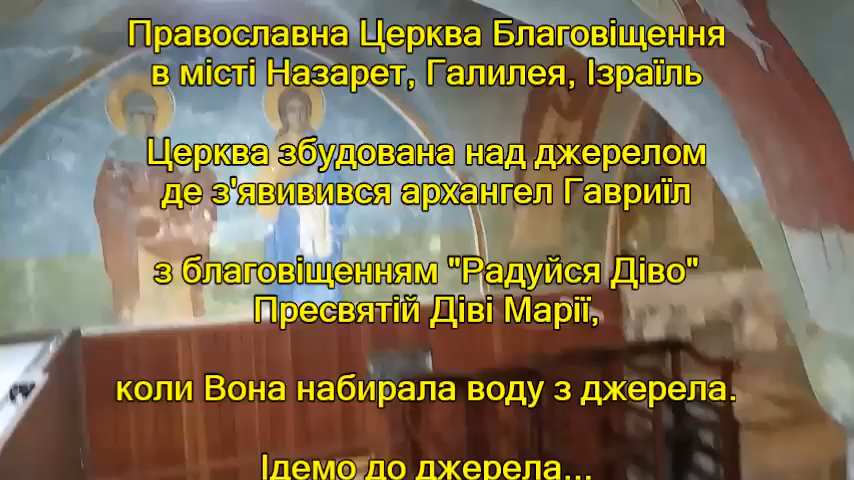 Православна Церква Благовіщення
в місті Назарет, Галилея, Ізраїль
Церква збудована над джерелом
де з'явивився архангел Гавриїл
з благовіщенням "Радуйся Діво"
Пресвятій Діві Марії,
коли Вона набирала воду з джерела.
Ідемо до джерела...